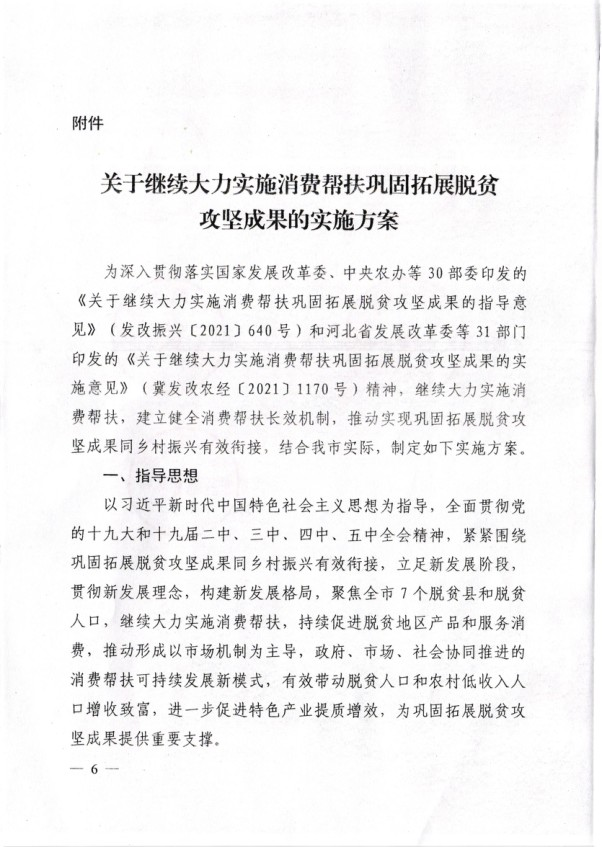 附件
关于继续大力实施消费帮扶巩固拓展脱贫
攻坚成果的实施方案
为深入贯彻落实国家发展改革委、中央农办等 30 部委印发的
《关于继续大力实施消费帮扶巩固拓展脱贫攻坚成果的指导意
见》（发改振兴〔2021〕640 号）和河北省发展改革委等 31 部门
印发的《关于继续大力实施消费帮扶巩固拓展脱贫攻坚成果的实
施意见》（冀发改农经〔2021〕1170 号）精神，继续大力实施消
费帮扶，建立健全消费帮扶长效机制，推动实现巩固拓展脱贫攻
坚成果同乡村振兴有效衔接，结合我市实际，制定如下实施方案。
一、指导思想
以习近平新时代中国特色社会主义思想为指导，全面贯彻党
的十九大和十九届二中、三中、四中、五中全会精神，紧紧围绕
巩固拓展脱贫攻坚成果同乡村振兴有效衔接，立足新发展阶段，
贯彻新发展理念，构建新发展格局，聚焦全市 7 个脱贫县和脱贫
人口，继续大力实施消费帮扶，持续促进脱贫地区产品和服务消
费，推动形成以市场机制为主导，政府、市场、社会协同推进的
消费帮扶可持续发展新模式，有效带动脱贫人口和农村低收入人
口增收致富，进一步促进特色产业提质增效，为巩固拓展脱贫攻
坚成果提供重要支撑。
— 6 —